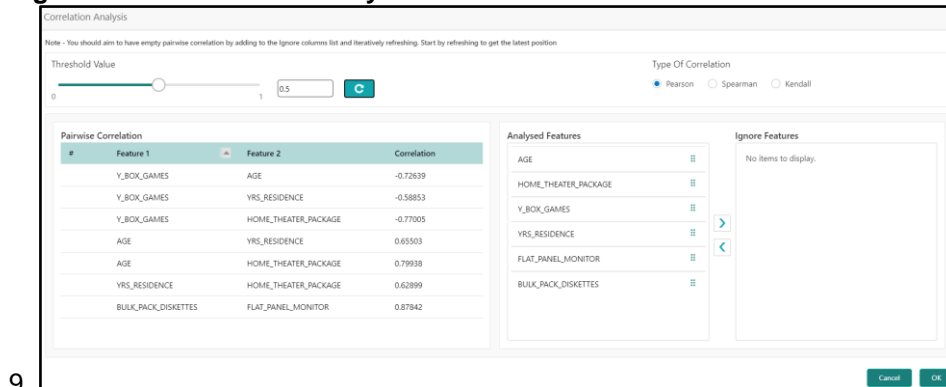 Correlation Analysis
Note - You should aim to have empty pairwise correlation by adding to the Ignore columns list and iteratively refreshing. Start by refreshing to get the latest position
Threshold Value
Type Of Correlation
0 1 0.5
Pearson Spearman Kendall
Pairwise Correlation
# Feature 1 Feature 2 Correlation
Y_BOX_GAMES AGE -0.72639
Y_BOX_GAMES YRS_RESIDENCE -0.58853
Y_BOX_GAMES HOME_THEATER_PACKAGE -0.77005
AGE YRS_RESIDENCE 0.65503
AGE HOME_THEATER_PACKAGE 0.79938
YRS_RESIDENCE HOME_THEATER_PACKAGE 0.62899
BULK_PACK_DISKETTES FLAT_PANEL_MONITOR 0.87842
Analysed Features
AGE
HOME_THEATER_PACKAGE
Y_BOX_GAMES
YRS_RESIDENCE
FLAT_PANEL_MONITOR
BULK_PACK_DISKETTES
Ignore Features
No items to display.
Cancel OK
9